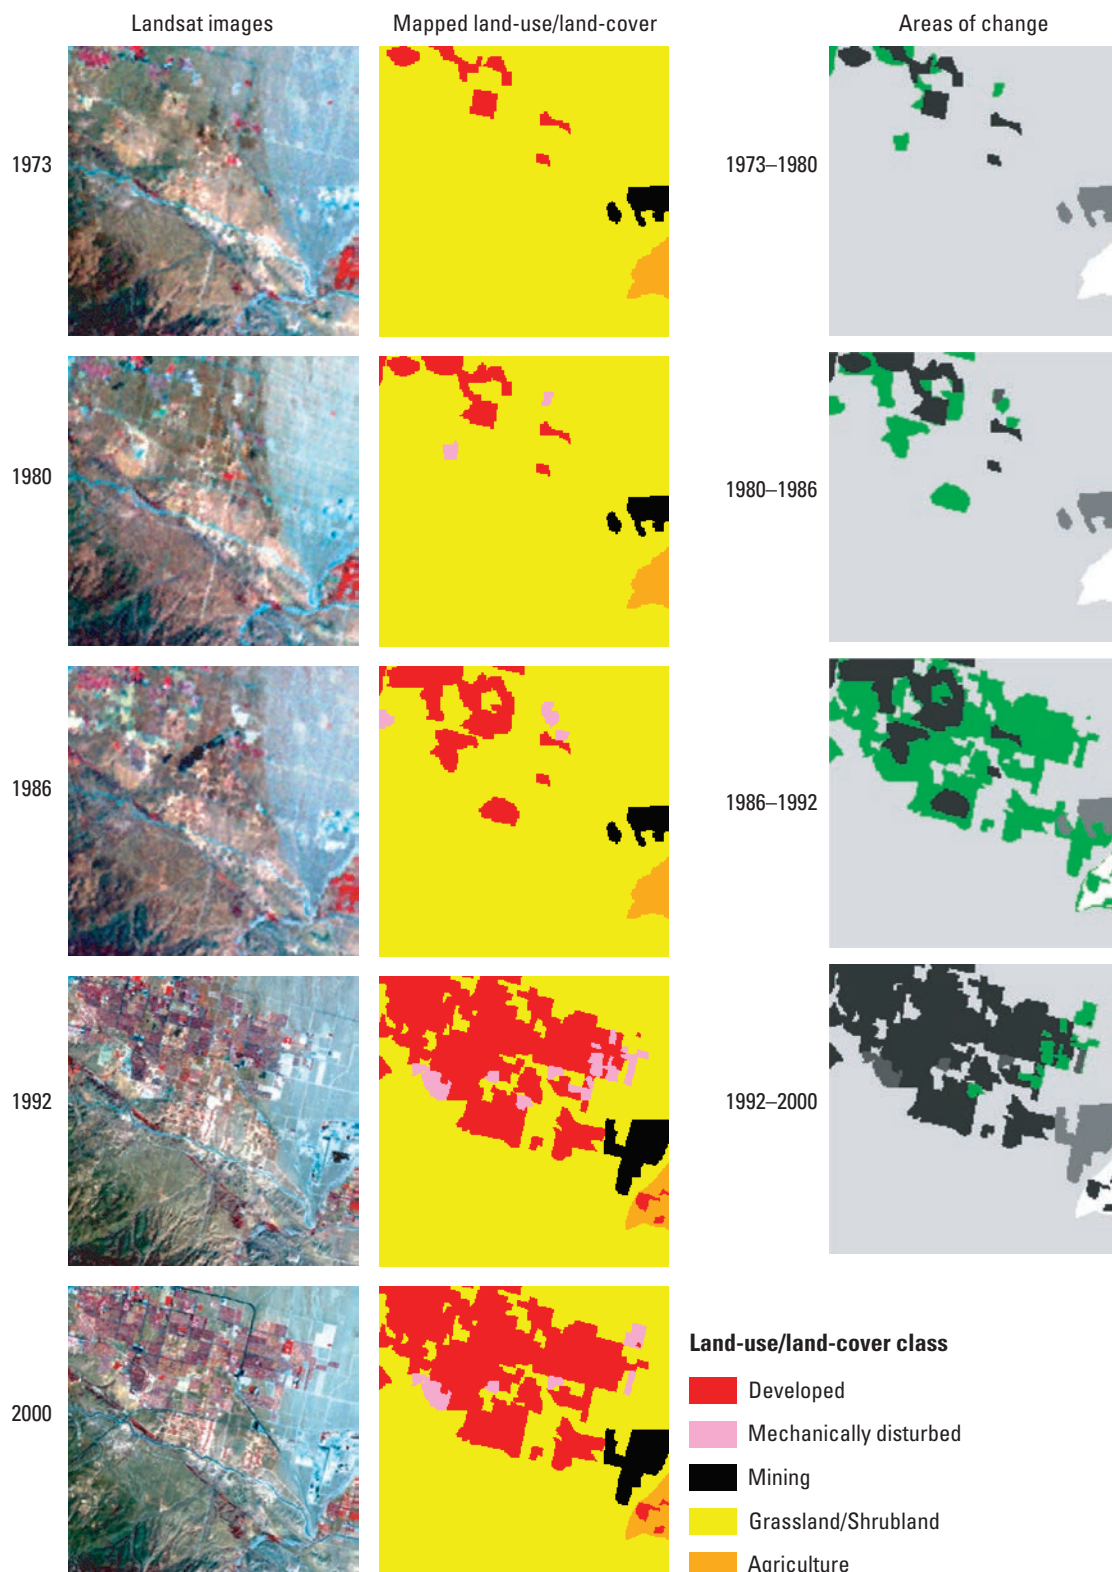 Landsat images
Mapped land-use/land-cover
Areas of change
1973
1973–1980
1980
1980–1986
1986
1986–1992
1992
1992–2000
2000
Land-use/land-cover class
Developed
Mechanically disturbed
Mining
Grassland/Shrubland
Agriculture